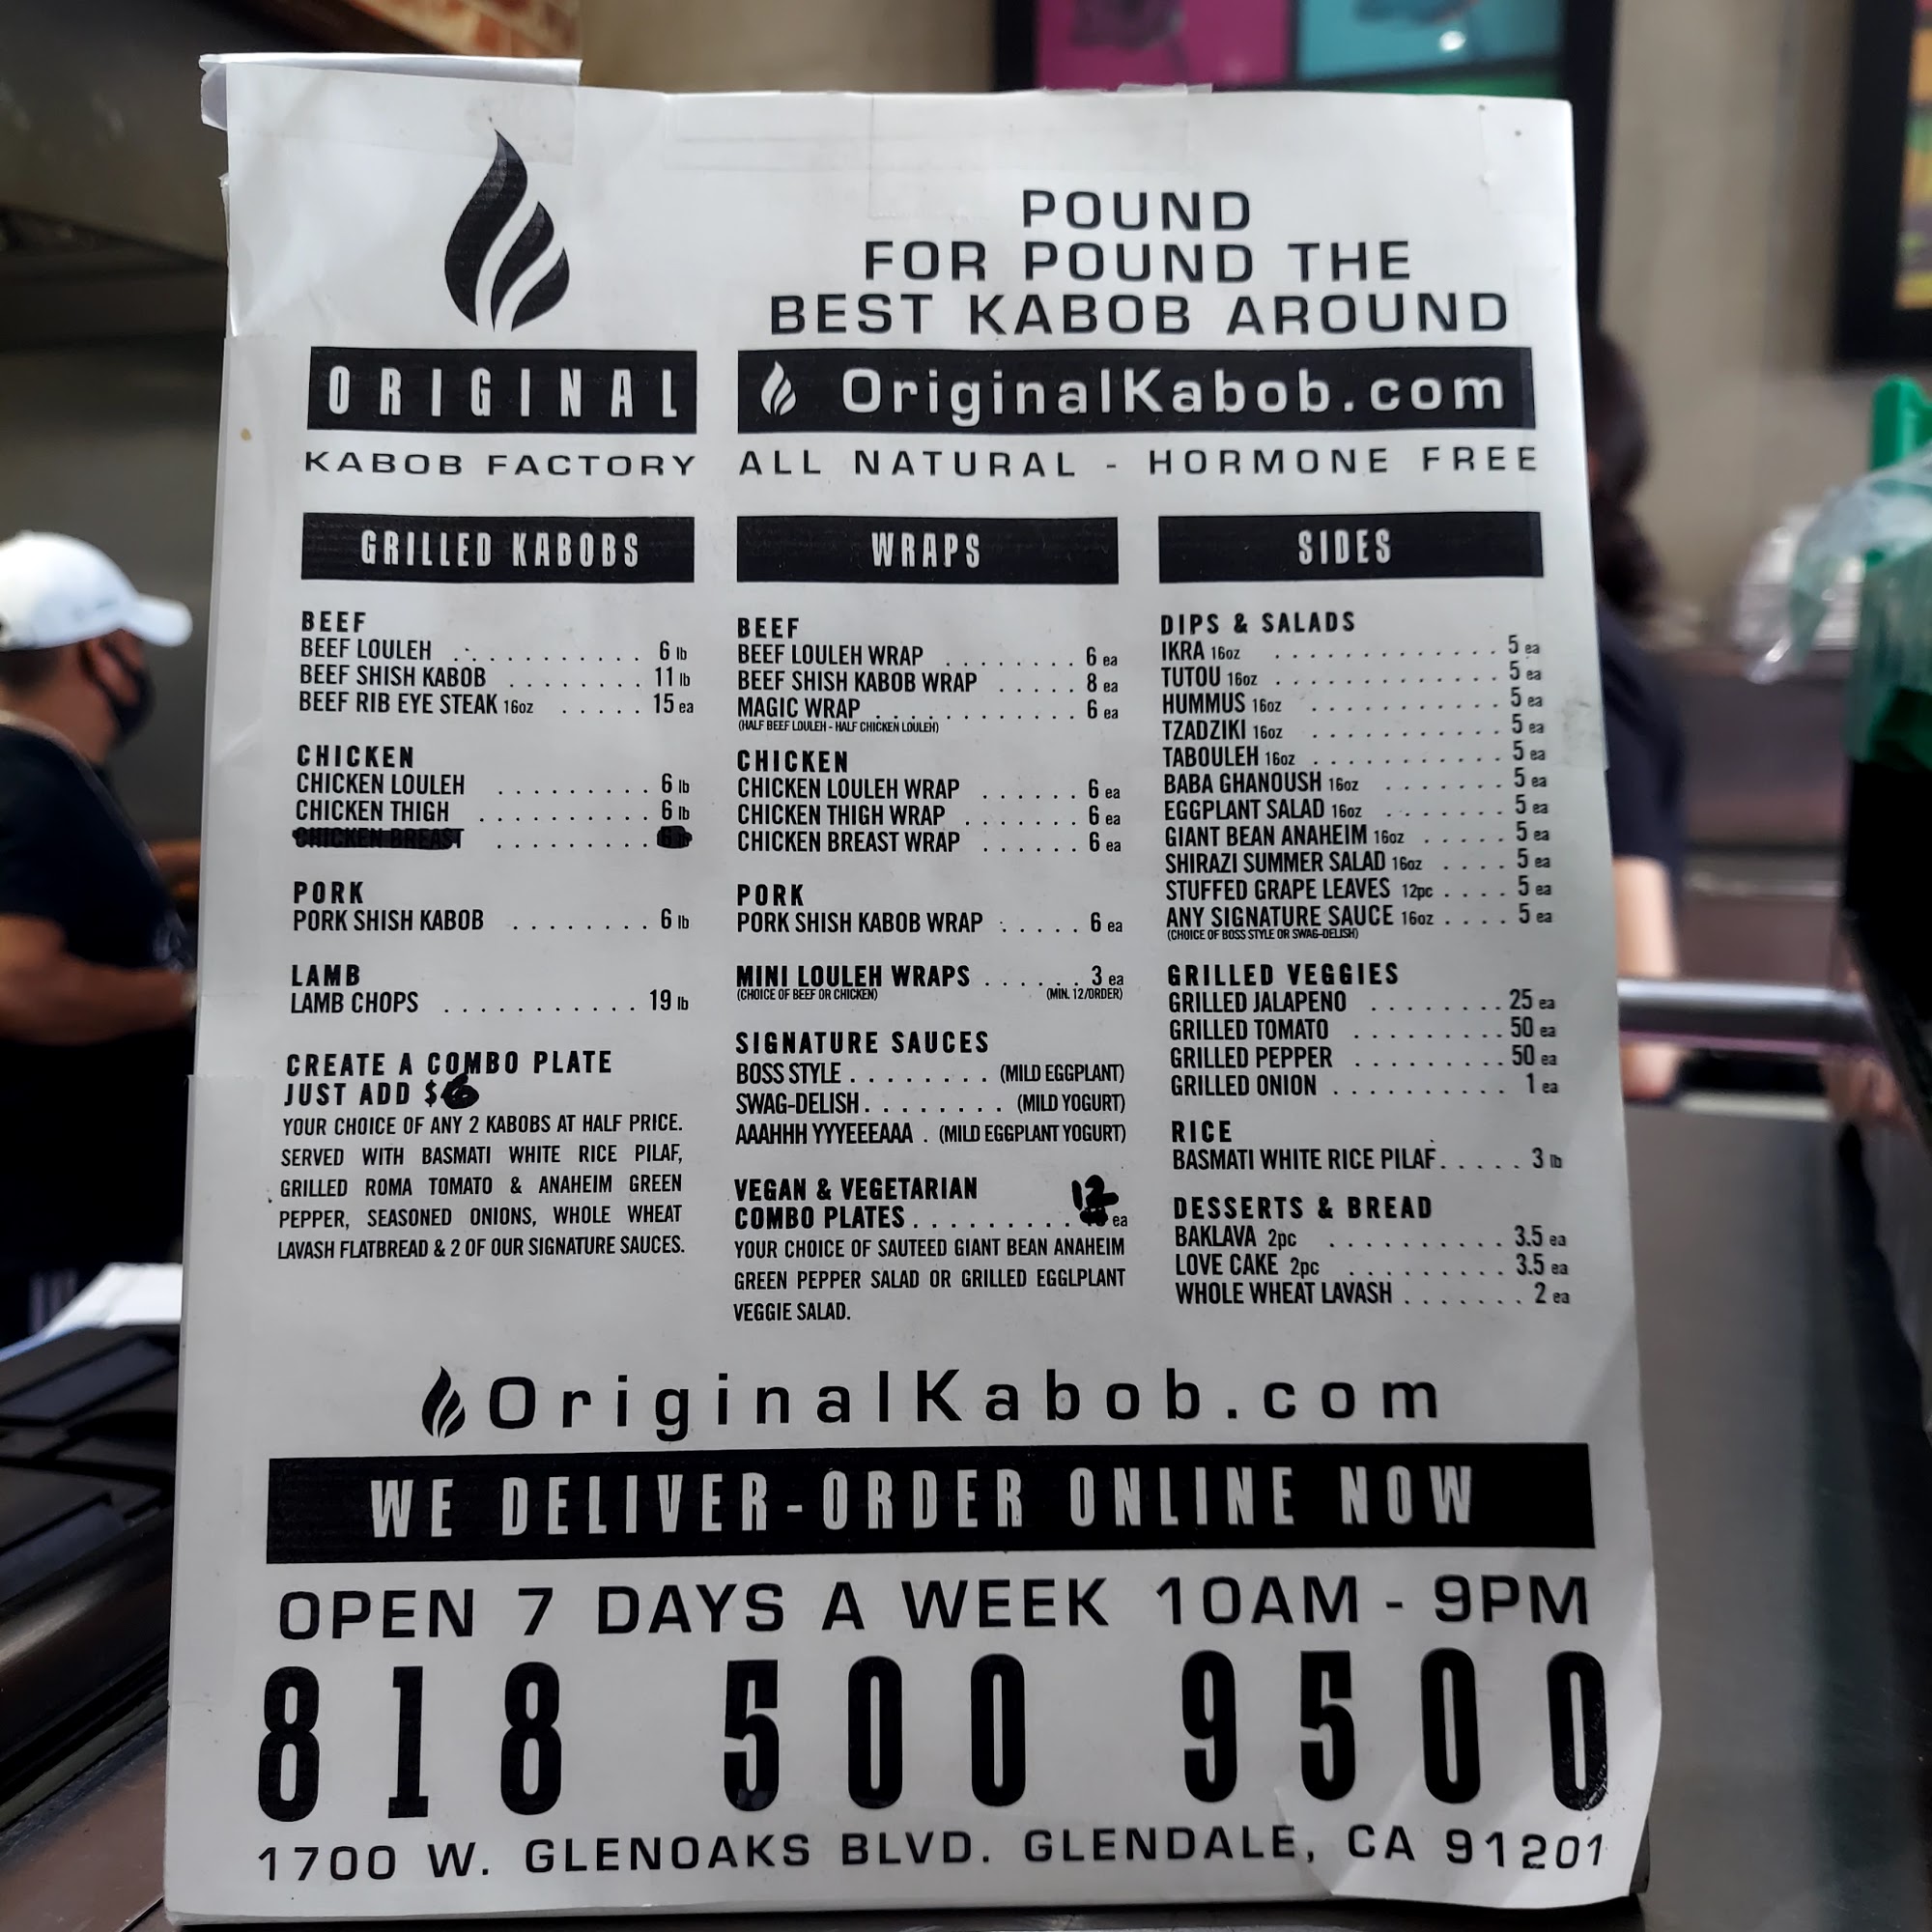 POUND
FOR POUND THE
BEST KABOB AROUND
ORIGINAL
KABOB FACTORY
OriginalKabob.com
ALL NATURAL - HORMONE FREE
GRILLED KABOBS
BEEF
BEEF LOULEH . . . . . . . . . . . 6 lb
BEEF SHISH KABOB . . . . . . . . 11 lb
BEEF RIB EYE STEAK 16oz . . . . . 15 ea
CHICKEN
CHICKEN LOULEH . . . . . . . . . 6 lb
CHICKEN THIGH . . . . . . . . . . 6 lb
CHICKEN BREAST . . . . . . . . .
PORK
PORK SHISH KABOB . . . . . . . . 6 lb
LAMB
LAMB CHOPS . . . . . . . . . . . 19 lb
CREATE A COMBO PLATE
JUST ADD $6
YOUR CHOICE OF ANY 2 KABOBS AT HALF PRICE.
SERVED WITH BASMATI WHITE RICE PILAF,
GRILLED ROMA TOMATO & ANAHEIM GREEN
PEPPER, SEASONED ONIONS, WHOLE WHEAT
LAVASH FLATBREAD & 2 OF OUR SIGNATURE SAUCES.
WRAPS
BEEF
BEEF LOULEH WRAP . . . . . . . . 6 ea
BEEF SHISH KABOB WRAP . . . . . 8 ea
MAGIC WRAP . . . . . . . . . . . . 6 ea
(HALF BEEF LOULEH - HALF CHICKEN LOULEH)
CHICKEN
CHICKEN LOULEH WRAP . . . . . . 6 ea
CHICKEN THIGH WRAP . . . . . . . 6 ea
CHICKEN BREAST WRAP . . . . . . 6 ea
PORK
PORK SHISH KABOB WRAP . . . . . 6 ea
MINI LOULEH WRAPS . . . . . . 3 ea
(CHOICE OF BEEF OR CHICKEN) (MIN. 12/ORDER)
SIGNATURE SAUCES
BOSS STYLE . . . . . . . . (MILD EGGPLANT)
SWAG-DELISH . . . . . . . . (MILD YOGURT)
AAAHHH YYYEEEAAA . (MILD EGGPLANT YOGURT)
VEGAN & VEGETARIAN
COMBO PLATES . . . . . . . . . 12 ea
YOUR CHOICE OF SAUTEED GIANT BEAN ANAHEIM
GREEN PEPPER SALAD OR GRILLED EGGLPLANT
VEGGIE SALAD.
SIDES
DIPS & SALADS
IKRA 16oz . . . . . . . . . . . . . 5 ea
TUTOU 16oz . . . . . . . . . . . . . 5 ea
HUMMUS 16oz . . . . . . . . . . . 5 ea
TZADZIKI 16oz . . . . . . . . . . . 5 ea
TABOULEH 16oz . . . . . . . . . . . 5 ea
BABA GHANOUSH 16oz . . . . . . . 5 ea
EGGPLANT SALAD 16oz . . . . . . . 5 ea
GIANT BEAN ANAHEIM 16oz . . . . . 5 ea
SHIRAZI SUMMER SALAD 16oz . . . . 5 ea
STUFFED GRAPE LEAVES 12pc . . . . 5 ea
ANY SIGNATURE SAUCE 16oz . . . . 5 ea
(CHOICE OF BOSS STYLE OR SWAG-DELISH)
GRILLED VEGGIES
GRILLED JALAPENO . . . . . . . . 25 ea
GRILLED TOMATO . . . . . . . . . 50 ea
GRILLED PEPPER . . . . . . . . . 50 ea
GRILLED ONION . . . . . . . . . . 1 ea
RICE
BASMATI WHITE RICE PILAF . . . . . 3 lb
DESSERTS & BREAD
BAKLAVA 2pc . . . . . . . . . . 3.5 ea
LOVE CAKE 2pc . . . . . . . . . 3.5 ea
WHOLE WHEAT LAVASH . . . . . . . 2 ea
OriginalKabob.com
WE DELIVER-ORDER ONLINE NOW
OPEN 7 DAYS A WEEK 10AM - 9PM
818 500 9500
1700 W. GLENOAKS BLVD. GLENDALE, CA 91201